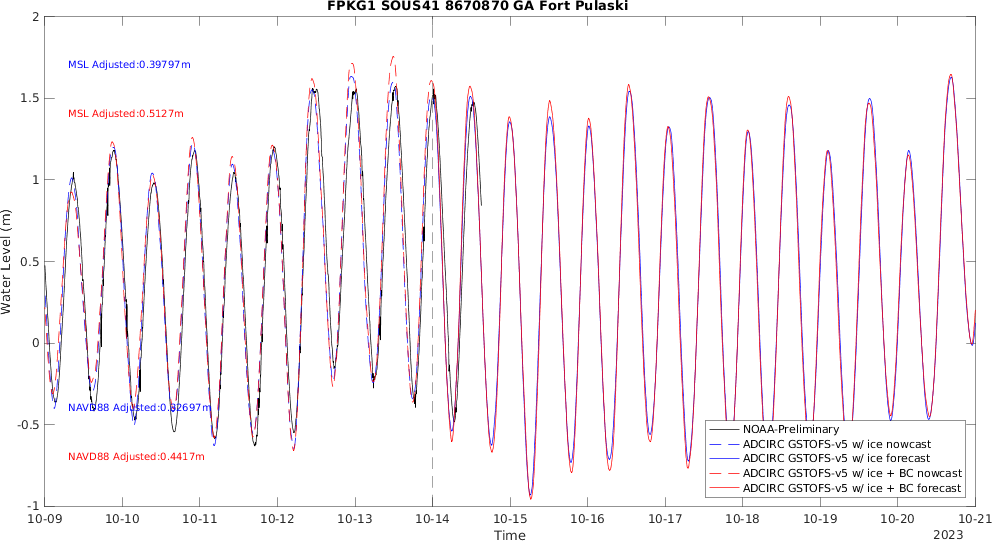 FPKG1 SOUS41 8670870 GA Fort Pulaski
2
1.5
1
0.5
0
-0.5
-1
Water Level (m)
MSL Adjusted:0.39797m
MSL Adjusted:0.5127m
NAVD88 Adjusted:0.32697m
NAVD88 Adjusted:0.4417m
NOAA-Preliminary
ADCIRC GSTOFS-v5 w/ ice nowcast
ADCIRC GSTOFS-v5 w/ ice forecast
ADCIRC GSTOFS-v5 w/ ice + BC nowcast
ADCIRC GSTOFS-v5 w/ ice + BC forecast
10-09 10-10 10-11 10-12 10-13 10-14 10-15 10-16 10-17 10-18 10-19 10-20 10-21
Time
2023